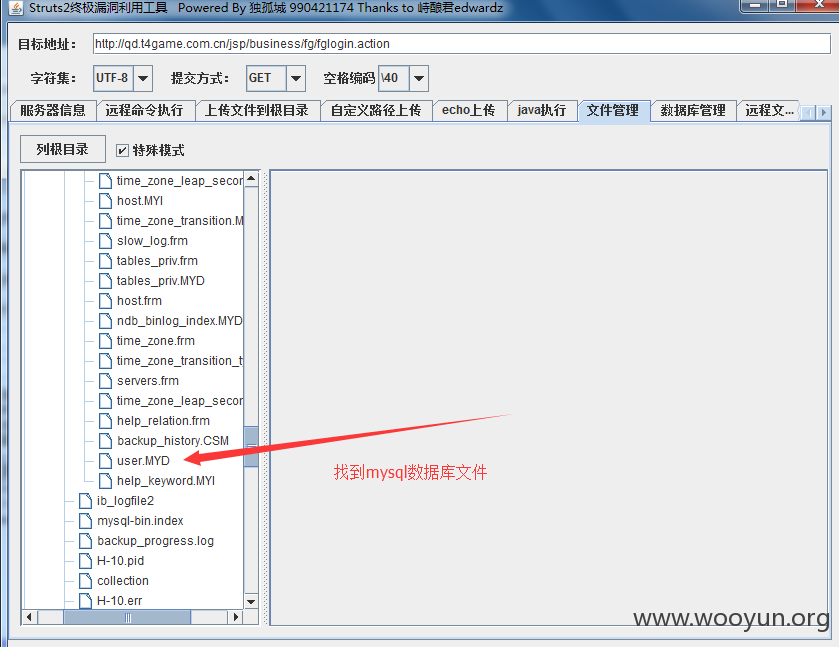 Struts2终极漏洞利用工具 Powered By 独孤城 990421174 Thanks to 峙酿君edwardz
目标地址: http://qd.t4game.com.cn/jsp/business/fg/fglogin.action
字符集: UTF-8 提交方式: GET 空格编码 \40
服务器信息 远程命令执行 上传文件到根目录 自定义路径上传 echo上传 java执行 文件管理 数据库管理 远程文...
列根目录 特殊模式
time_zone_leap_secor
host.MYI
time_zone_transition.M
slow_log.frm
tables_priv.frm
tables_priv.MYD
host.frm
ndb_binlog_index.MYD
time_zone.frm
time_zone_transition_t
servers.frm
time_zone_leap_secor
help_relation.frm
backup_history.CSM
user.MYD
找到mysql数据库文件
help_keyword.MYI
ib_logfile2
mysql-bin.index
backup_progress.log
H-10.pid
collection
H-10.err
www.wooyun.org